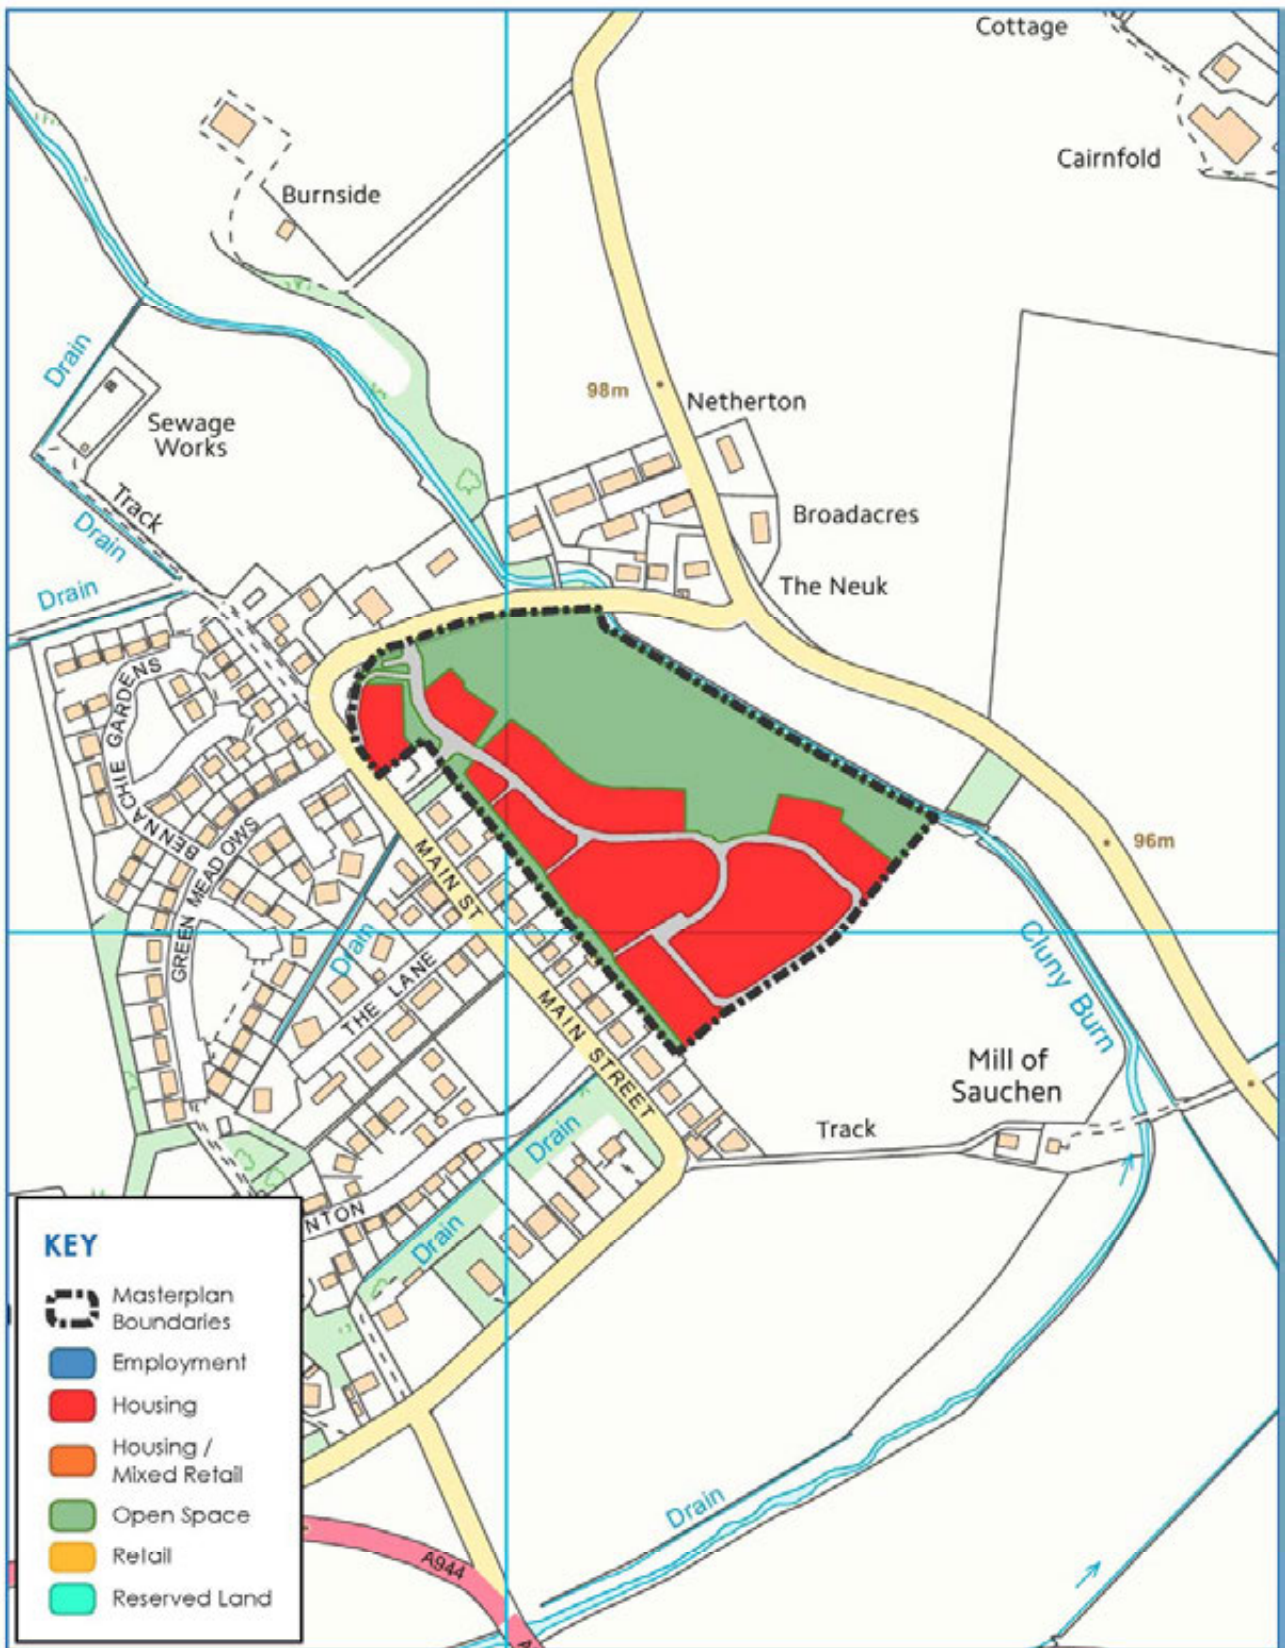 Cottage
Cairnfold
Burnside
Drain
98m
Netherton
Sewage
Works
Track
Drain
Broadacres
The Neuk
Drain
BENNACHIE GARDENS
GREEN MEADOWS
MAIN ST
96m
Drain
THE LANE
Cluny Burn
MAIN STREET
Mill of
Sauchen
Track
Drain
NTON
Drain
KEY
Masterplan
Boundaries
Employment
Housing
Housing /
Mixed Retail
Open Space
Retail
Reserved Land
Drain
A944
A